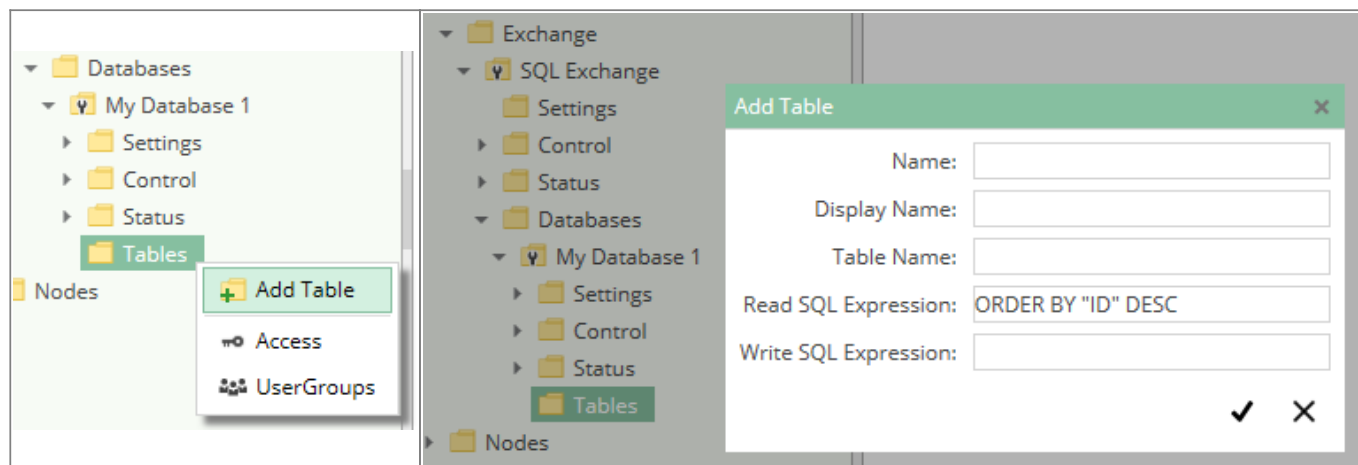 Databases
My Database 1
Settings
Control
Status
Tables
Nodes
Add Table
Access
UserGroups
Exchange
SQL Exchange
Settings
Control
Status
Databases
My Database 1
Settings
Control
Status
Tables
Nodes
Add Table
Name:
Display Name:
Table Name:
Read SQL Expression: ORDER BY "ID" DESC
Write SQL Expression: